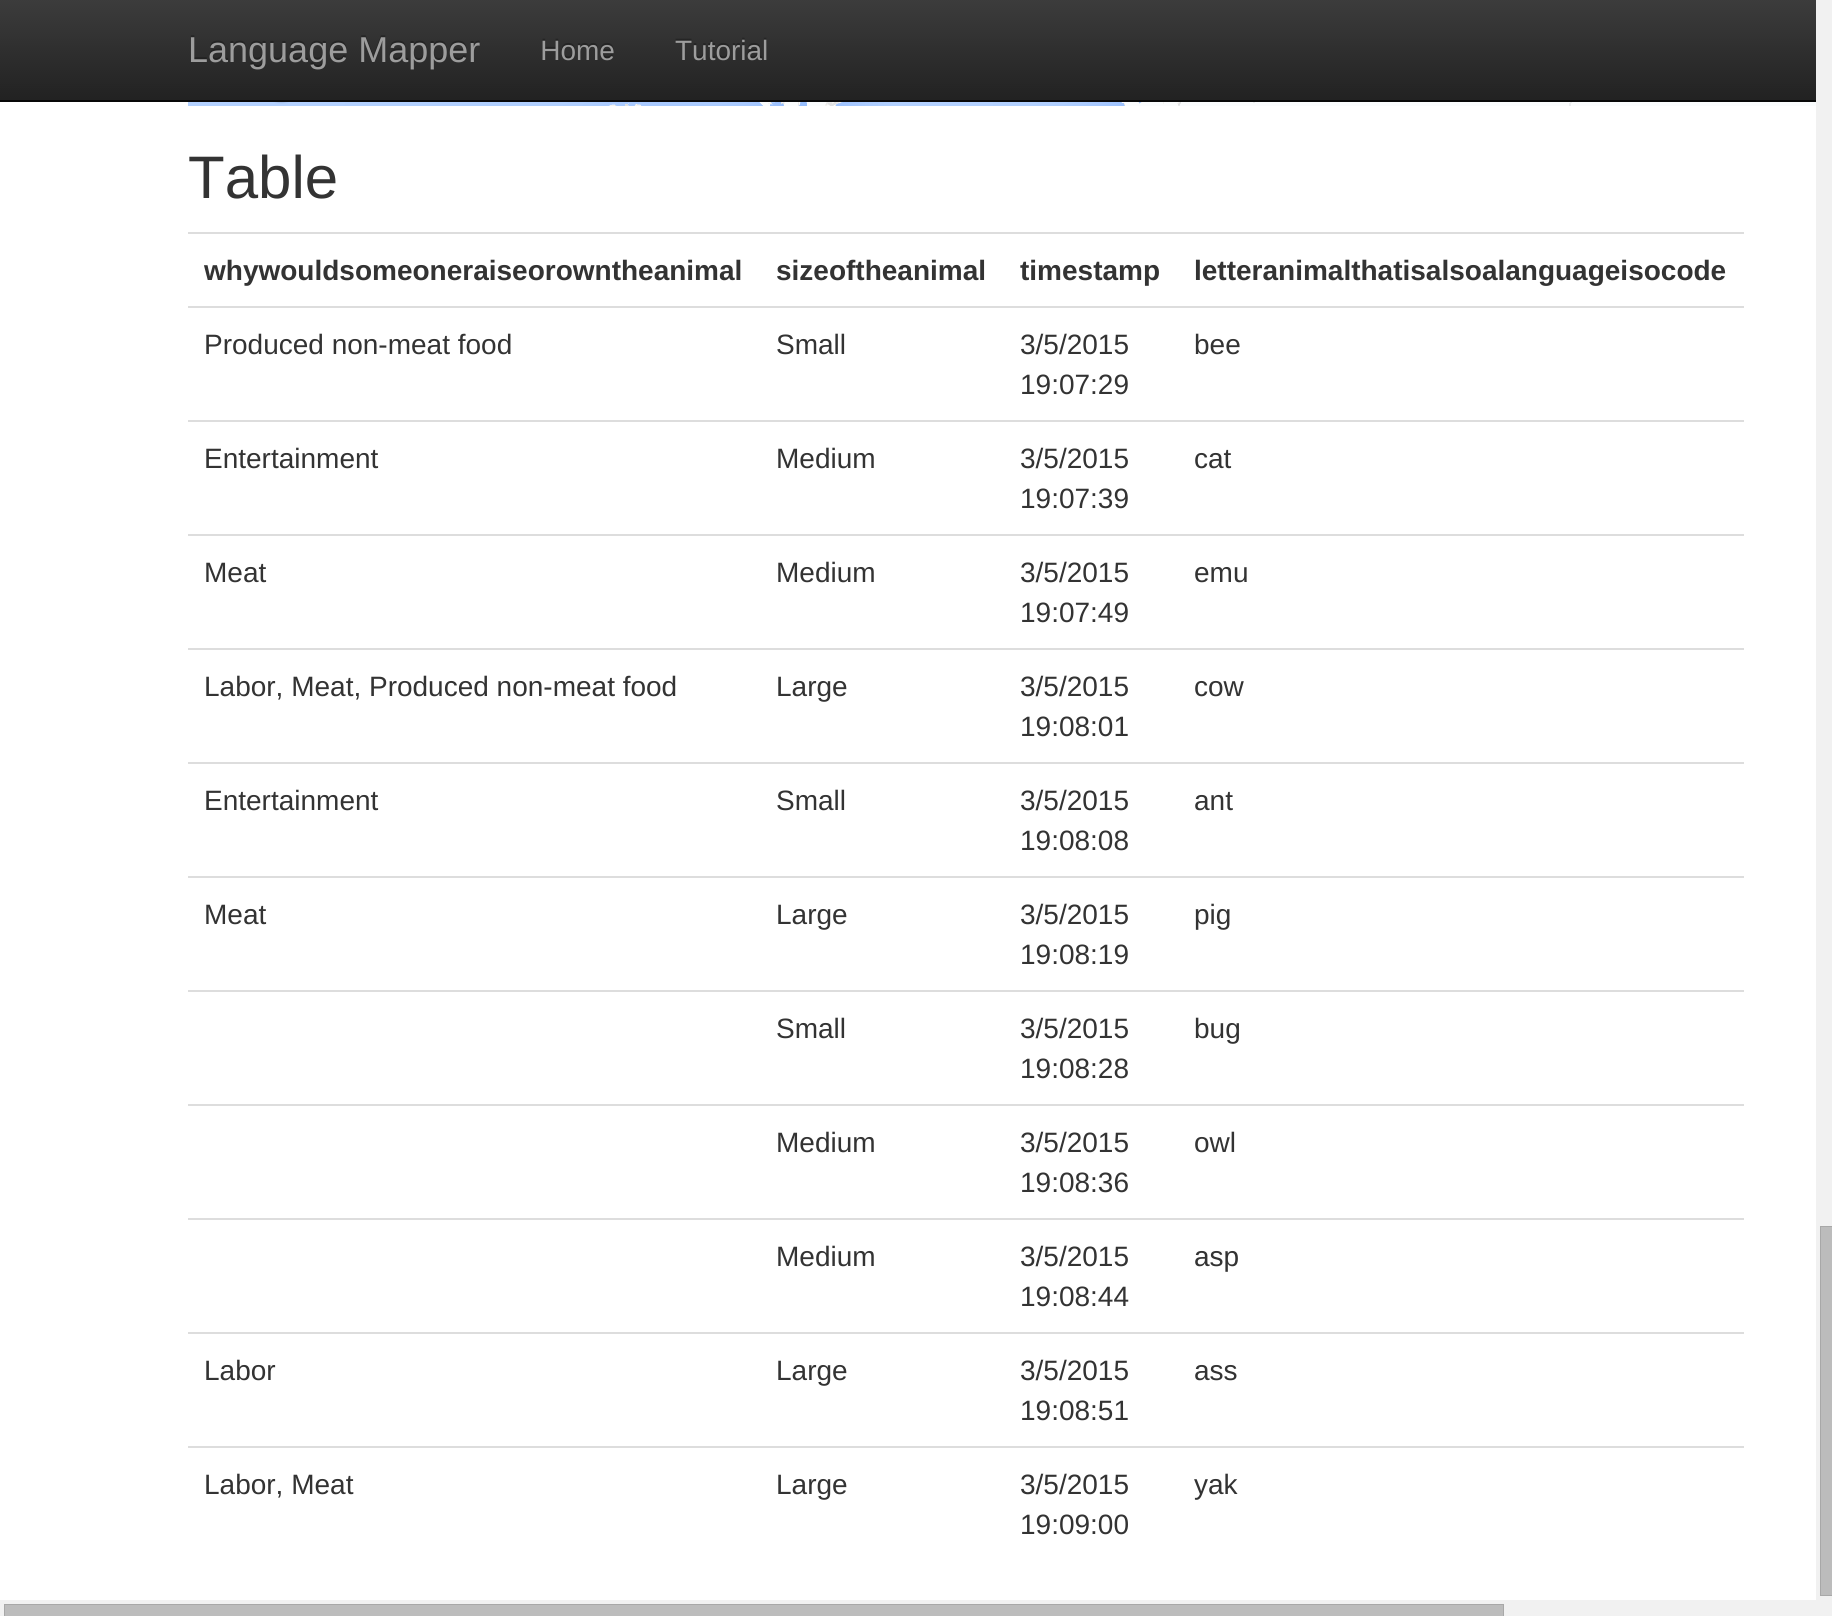 Language Mapper Home Tutorial
Table
whywouldsomeoneraiseorowntheanimal sizeoftheanimal timestamp letteranimalthatisalsoalanguageisocode
Produced non-meat food Small 3/5/2015 bee
19:07:29
Entertainment Medium 3/5/2015 cat
19:07:39
Meat Medium 3/5/2015 emu
19:07:49
Labor, Meat, Produced non-meat food Large 3/5/2015 cow
19:08:01
Entertainment Small 3/5/2015 ant
19:08:08
Meat Large 3/5/2015 pig
19:08:19
Small 3/5/2015 bug
19:08:28
Medium 3/5/2015 owl
19:08:36
Medium 3/5/2015 asp
19:08:44
Labor Large 3/5/2015 ass
19:08:51
Labor, Meat Large 3/5/2015 yak
19:09:00